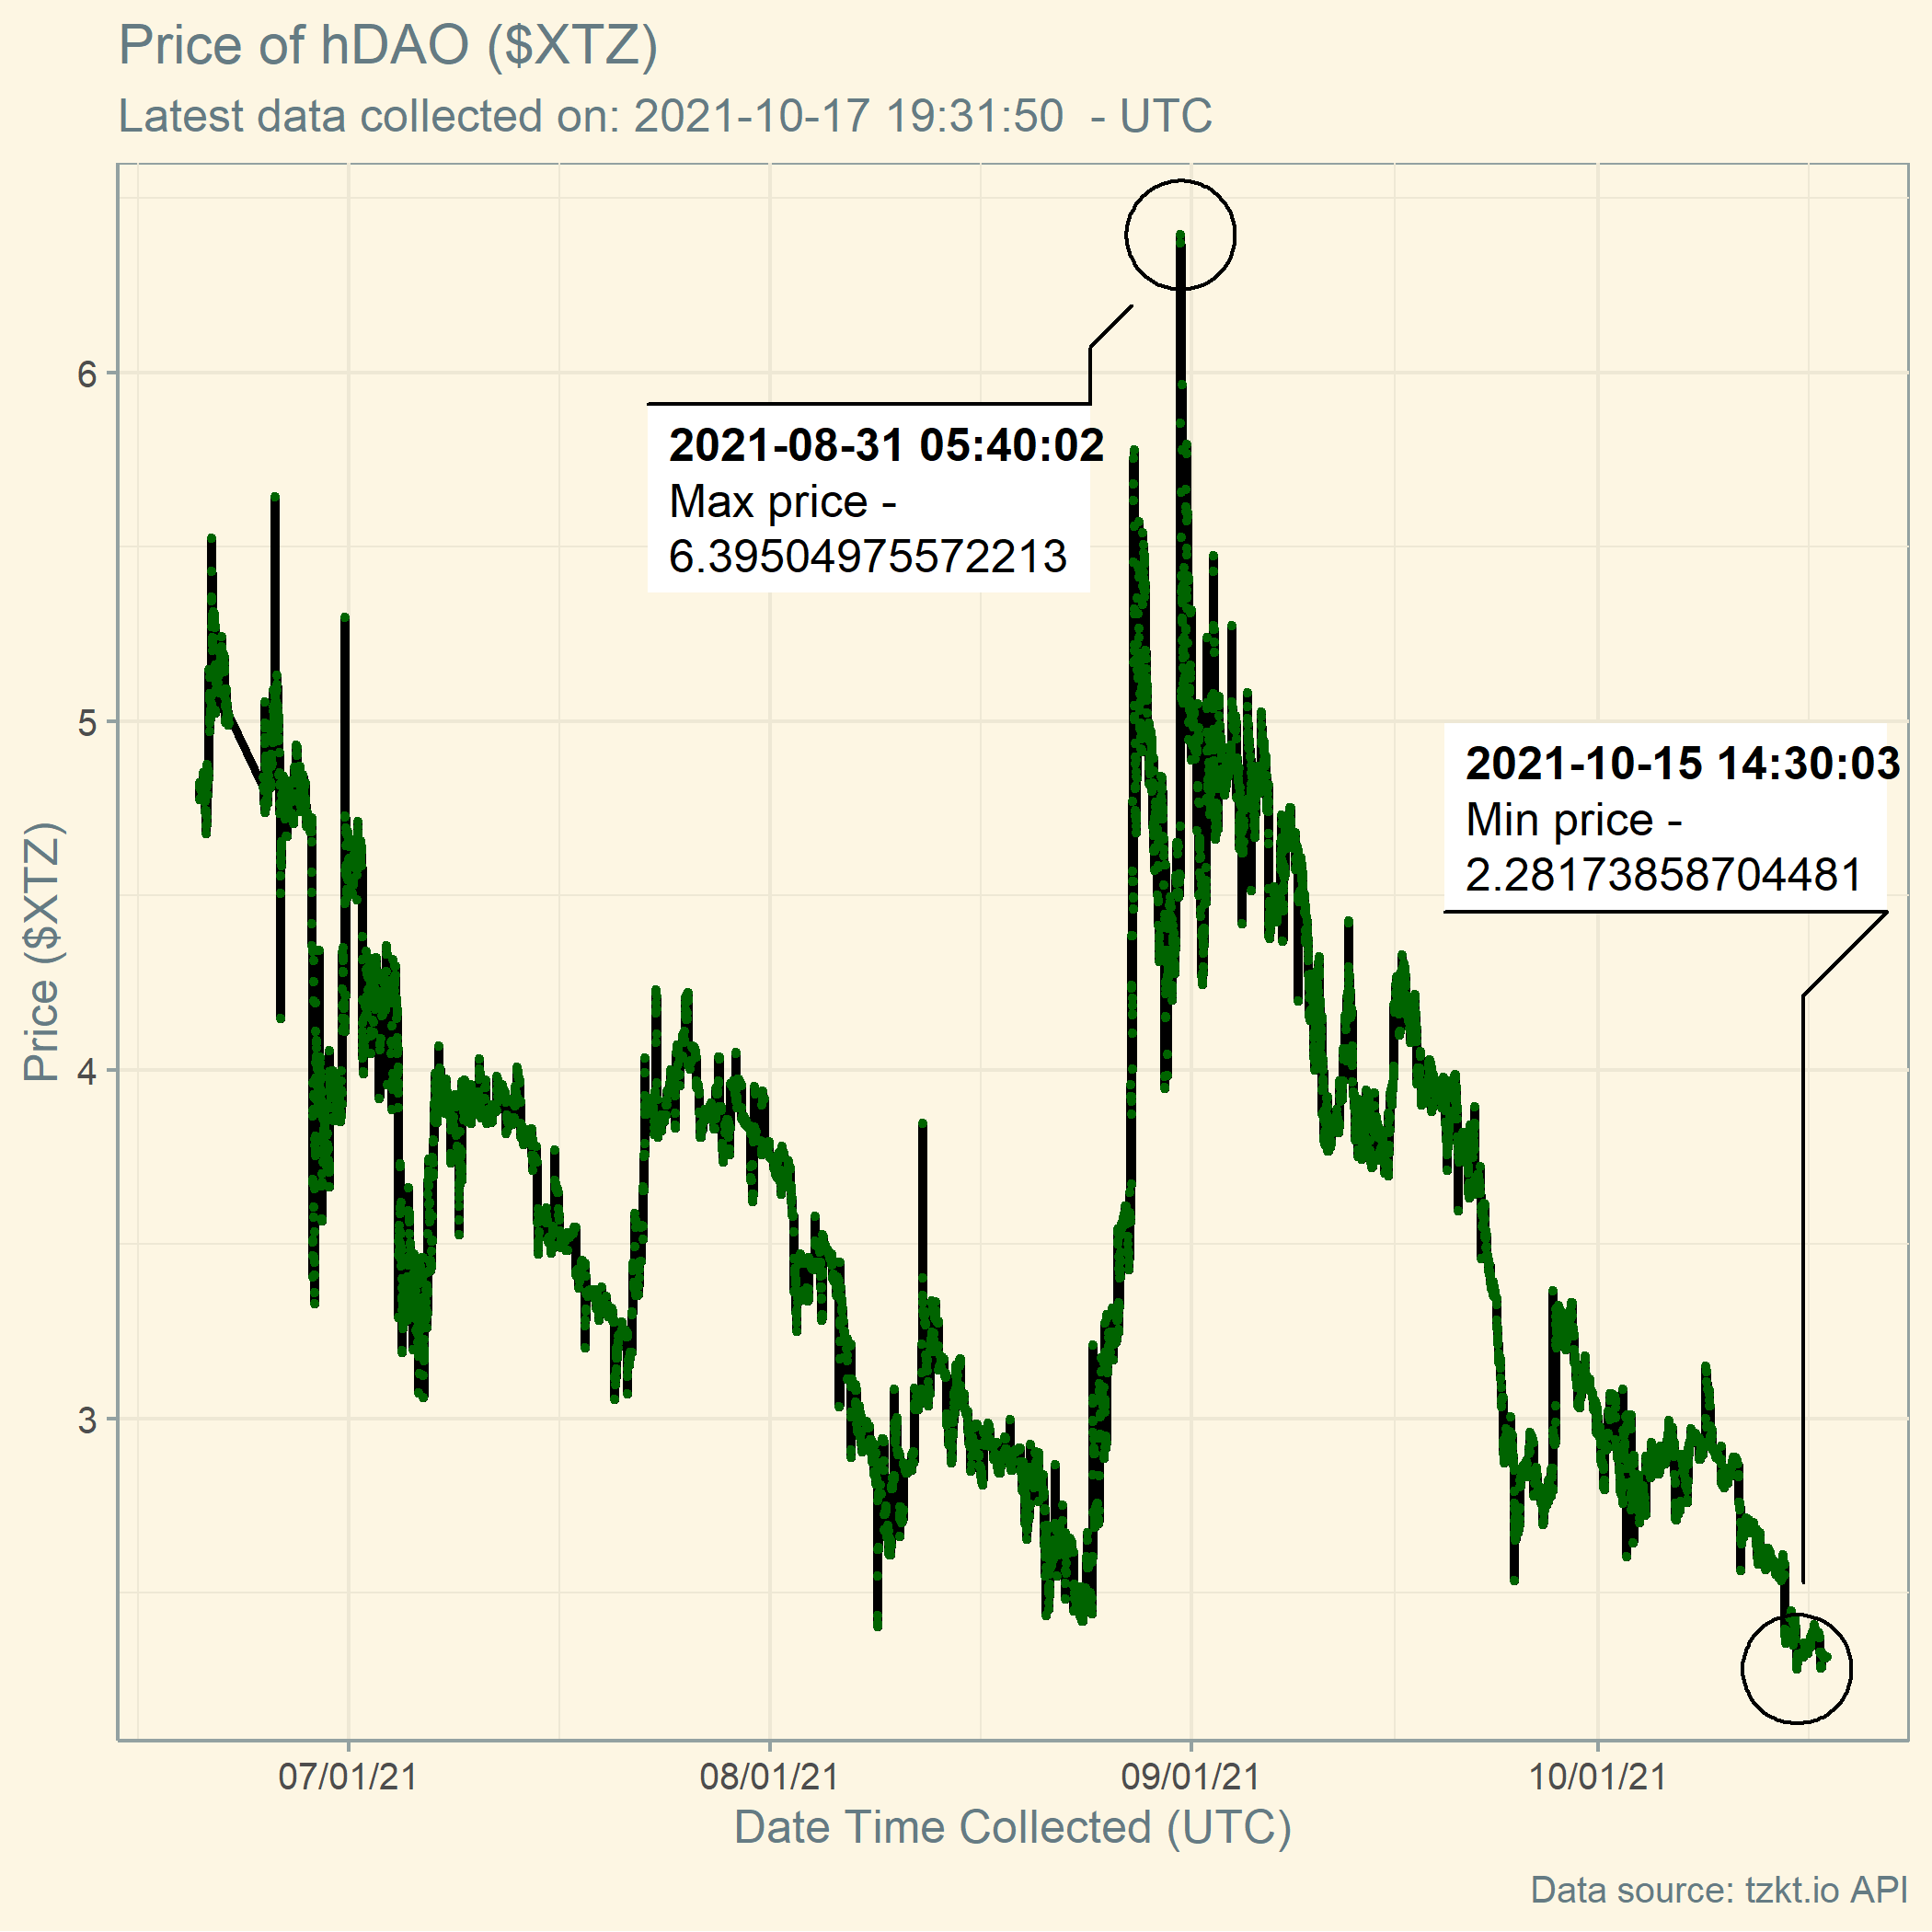 Price of hDAO ($XTZ)
Latest data collected on: 2021-10-17 19:31:50  - UTC
6
5
4
3
Price ($XTZ)
2021-08-31 05:40:02
Max price -
6.39504975572213
2021-10-15 14:30:03
Min price -
2.28173858704481
07/01/21
08/01/21
09/01/21
10/01/21
Date Time Collected (UTC)
Data source: tzkt.io API